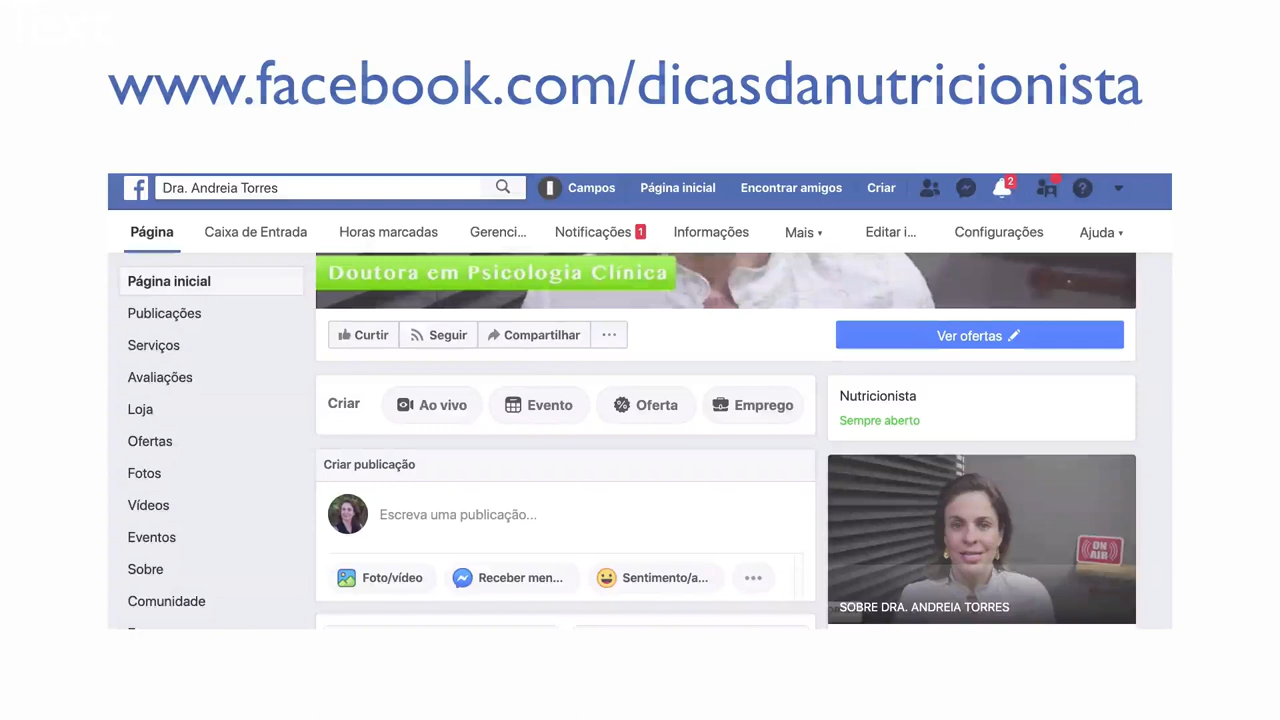 Text
www.facebook.com/dicasdanutricionista
Dra. Andreia Torres
Campos Página inicial Encontrar amigos Criar 2
Página Caixa de Entrada Horas marcadas Gerenci... Notificações 1 Informações Mais Editar i... Configurações Ajuda
Doutora em Psicologia Clínica
Página inicial
Publicações
Serviços
Avaliações
Loja
Ofertas
Fotos
Vídeos
Eventos
Sobre
Comunidade
Curtir Seguir Compartilhar ...
Ver ofertas
Criar Ao vivo Evento Oferta Emprego
Criar publicação
Escreva uma publicação...
Foto/vídeo Receber men... Sentimento/a... ...
Nutricionista
Sempre aberto
ON AIR
SOBRE DRA. ANDREIA TORRES